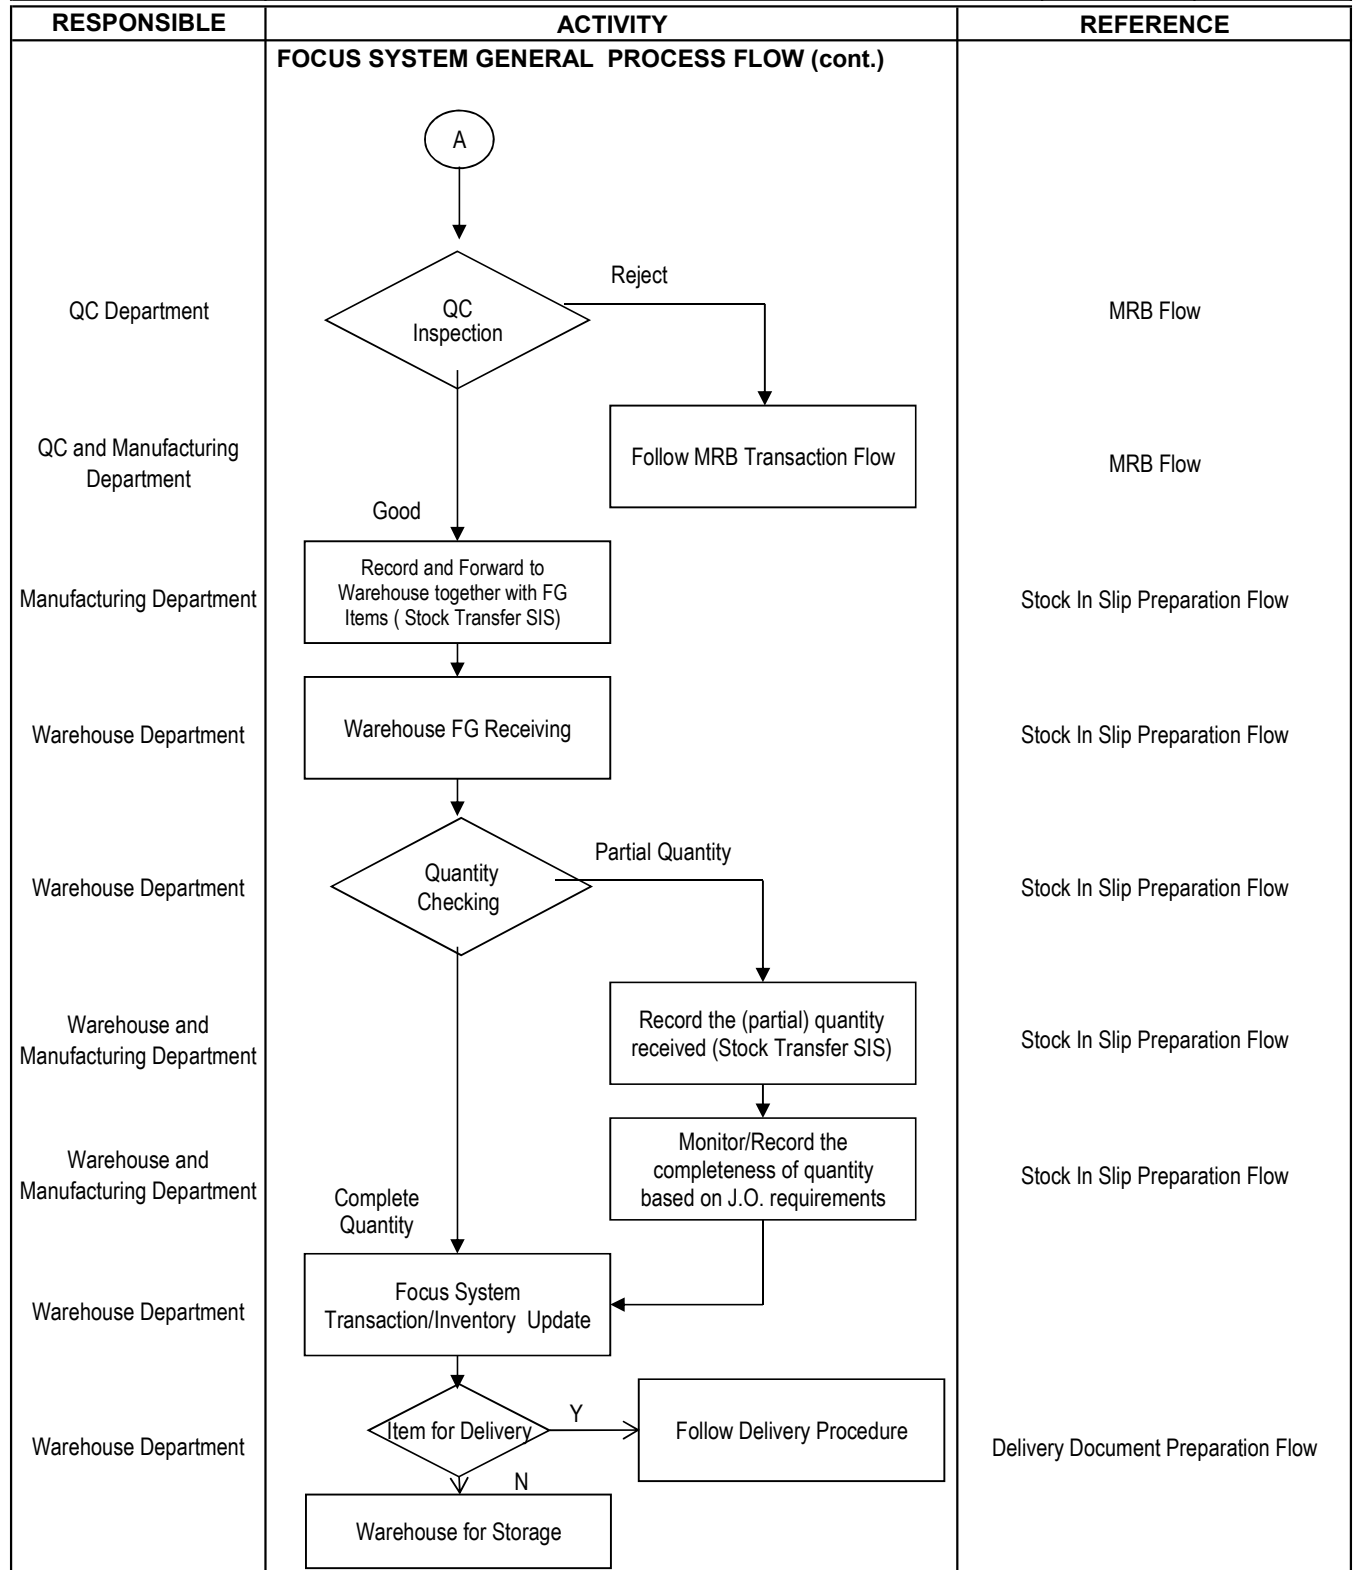 RESPONSIBLE
ACTIVITY
REFERENCE
FOCUS SYSTEM GENERAL  PROCESS FLOW (cont.)
A
Reject
QC Department
QC
Inspection
MRB Flow
QC and Manufacturing
Department
Follow MRB Transaction Flow
MRB Flow
Good
Manufacturing Department
Record and Forward to
Warehouse together with FG
Items ( Stock Transfer SIS)
Stock In Slip Preparation Flow
Warehouse Department
Warehouse FG Receiving
Stock In Slip Preparation Flow
Partial Quantity
Warehouse Department
Quantity
Checking
Stock In Slip Preparation Flow
Warehouse and
Manufacturing Department
Record the (partial) quantity
received (Stock Transfer SIS)
Stock In Slip Preparation Flow
Warehouse and
Manufacturing Department
Monitor/Record the
completeness of quantity
based on J.O. requirements
Stock In Slip Preparation Flow
Complete
Quantity
Warehouse Department
Focus System
Transaction/Inventory  Update
Warehouse Department
Item for Delivery
Y
Follow Delivery Procedure
Delivery Document Preparation Flow
N
Warehouse for Storage